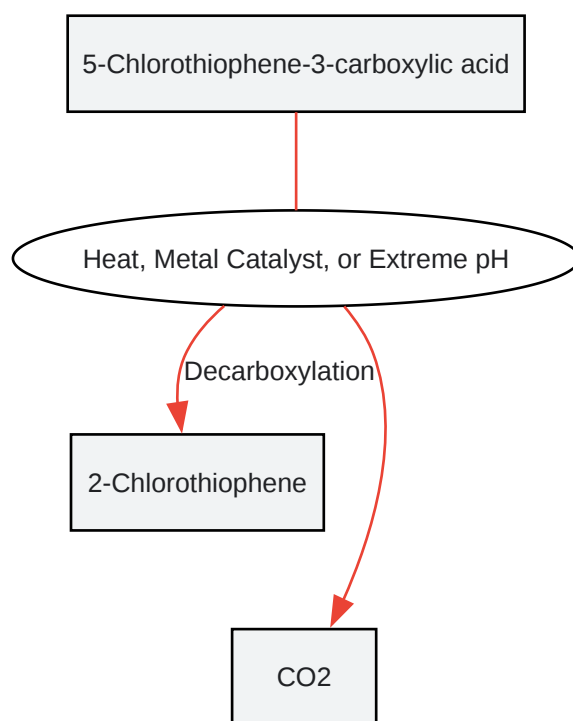 5-Chlorothiophene-3-carboxylic acid
Heat, Metal Catalyst, or Extreme pH
Decarboxylation
2-Chlorothiophene
CO2